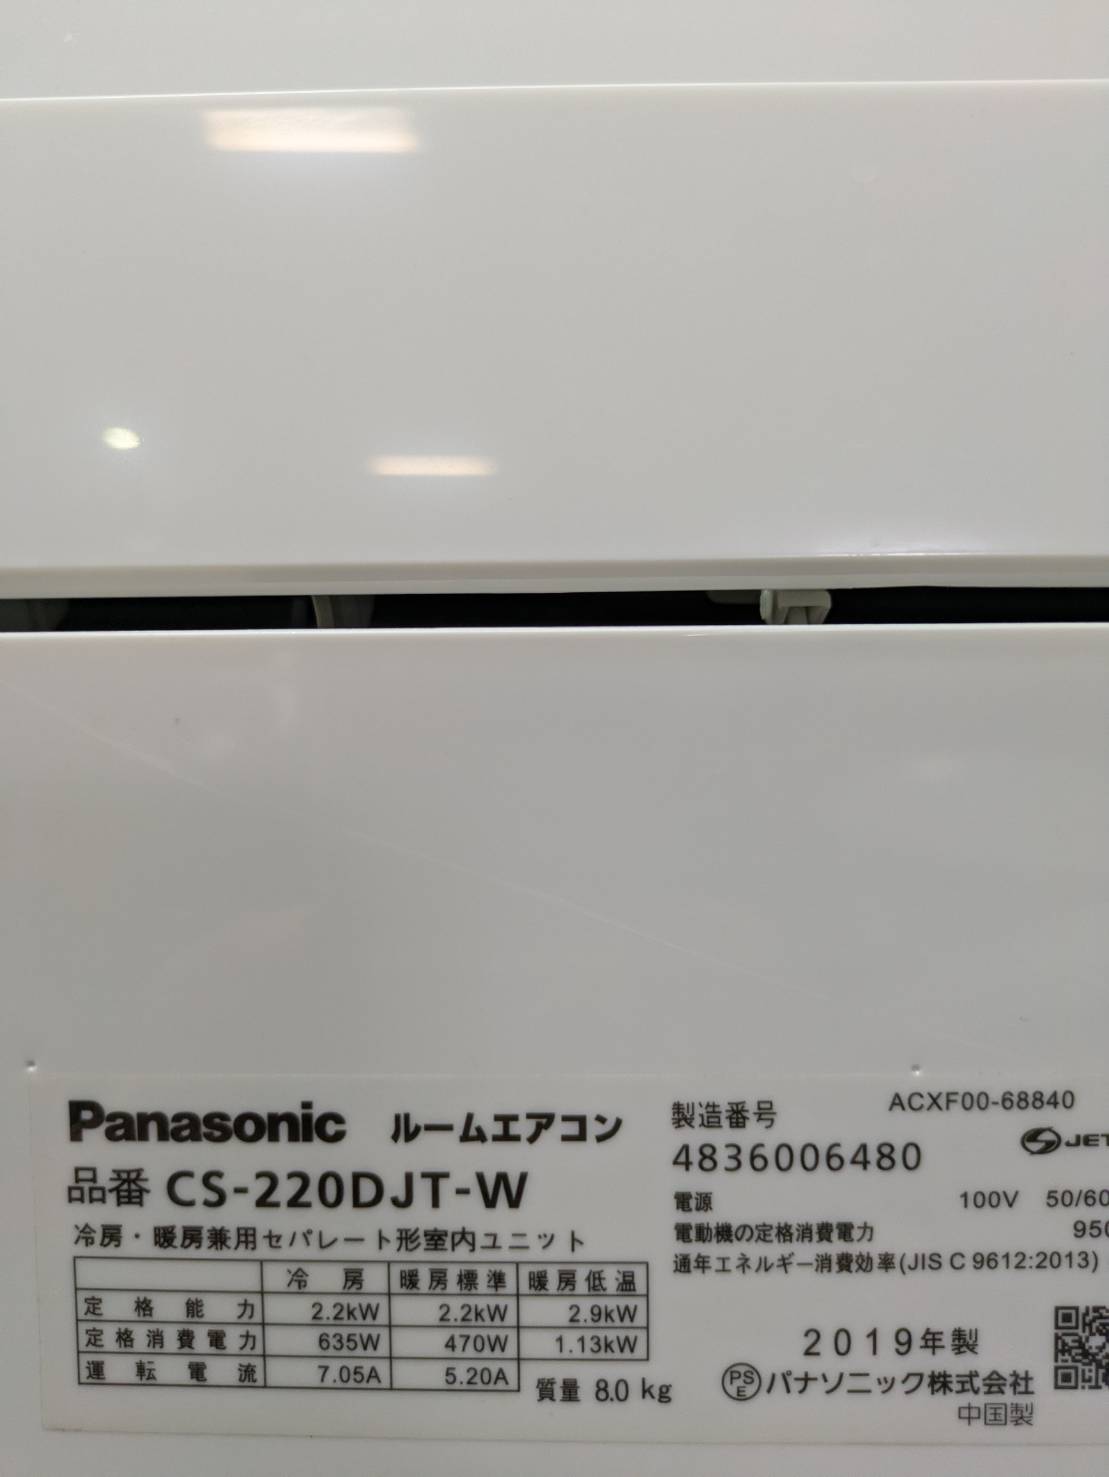 Panasonic ルームエアコン
品番 CS-220DJT-W
冷房・暖房兼用セパレート形室内ユニット
冷房 暖房標準 暖房低温
定格能力 2.2kW 2.2kW 2.9kW
定格消費電力 635W 470W 1.13kW
運転電流 7.05A 5.20A
質量 8.0 kg
ACXF00-68840
製造番号
4836006480
JET
電源 100V 50/60
電動機の定格消費電力 950
通年エネルギー消費効率(JIS C 9612:2013)
2019年製
PSE パナソニック株式会社
中国製